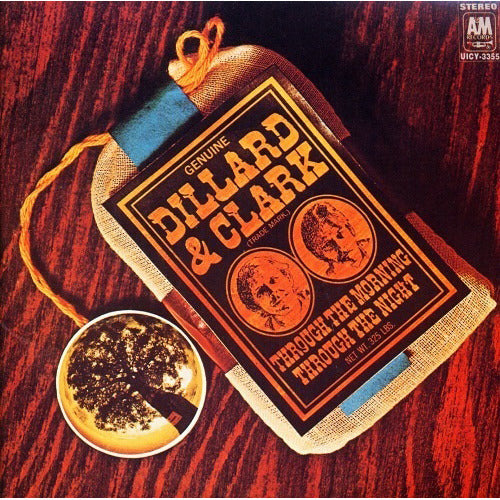 STEREO
AM
RECORDS
UICY-3355
GENUINE
DILLARD
& CLARK
(TRADE MARK)
THROUGH THE MORNING
THROUGH THE NIGHT
NET WT. 325 LBS.